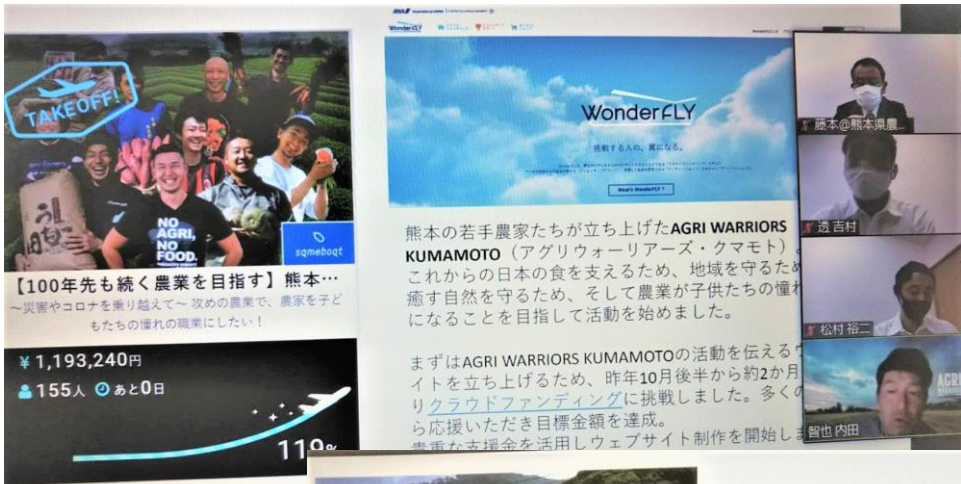 TAKEOFF!
NO
AGRI,
NO
FOOD.
sameboat
【100年先も続く農業を目指す】熊本…
～災害やコロナを乗り越えて～ 攻めの農業で、農家を子ど
もたちの憧れの職業にしたい！
¥ 1,193,240円
155人 あと0日
119%
ANA
WonderFLY
WonderFLY
挑戦する人の、翼になる。
What's WonderFLY ?
熊本の若手農家たちが立ち上げたAGRI WARRIORS
KUMAMOTO（アグリウォーリアーズ・クマモト）
これからの日本の食を支えるため、地域を守るため
癒す自然を守るため、そして農業が子供たちの憧れ
になることを目指して活動を始めました。
まずはAGRI WARRIORS KUMAMOTOの活動を伝えるウ
イトを立ち上げるため、昨年10月後半から約2か月
りクラウドファンディングに挑戦しました。多くの
ら応援いただき目標金額を達成。
貴重な支援金を活用しウェブサイト制作を開始しま
藤本@熊本県農...
透 吉村
松村 裕二
AGRI
智也 内田